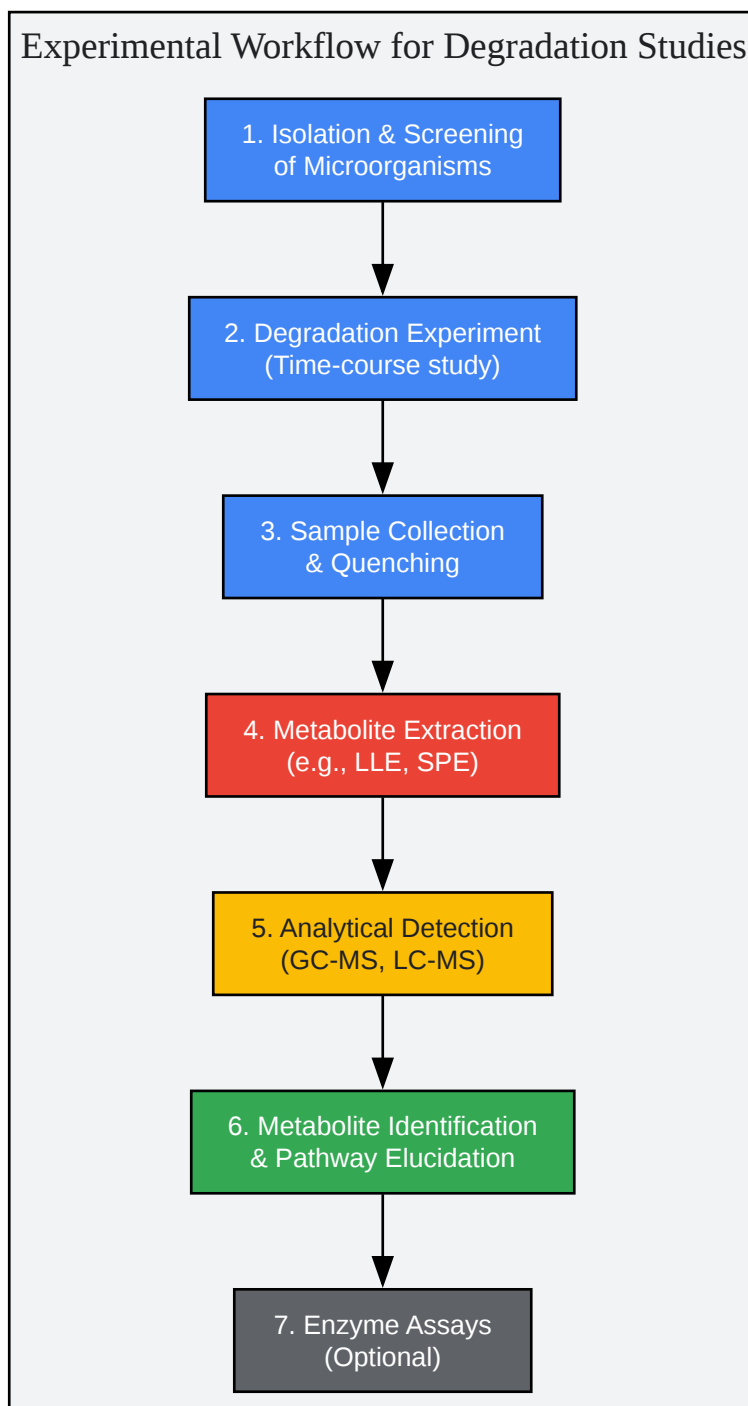 Experimental Workflow for Degradation Studies
1. Isolation & Screening
of Microorganisms
2. Degradation Experiment
(Time-course study)
3. Sample Collection
& Quenching
4. Metabolite Extraction
(e.g., LLE, SPE)
5. Analytical Detection
(GC-MS, LC-MS)
6. Metabolite Identification
& Pathway Elucidation
7. Enzyme Assays
(Optional)